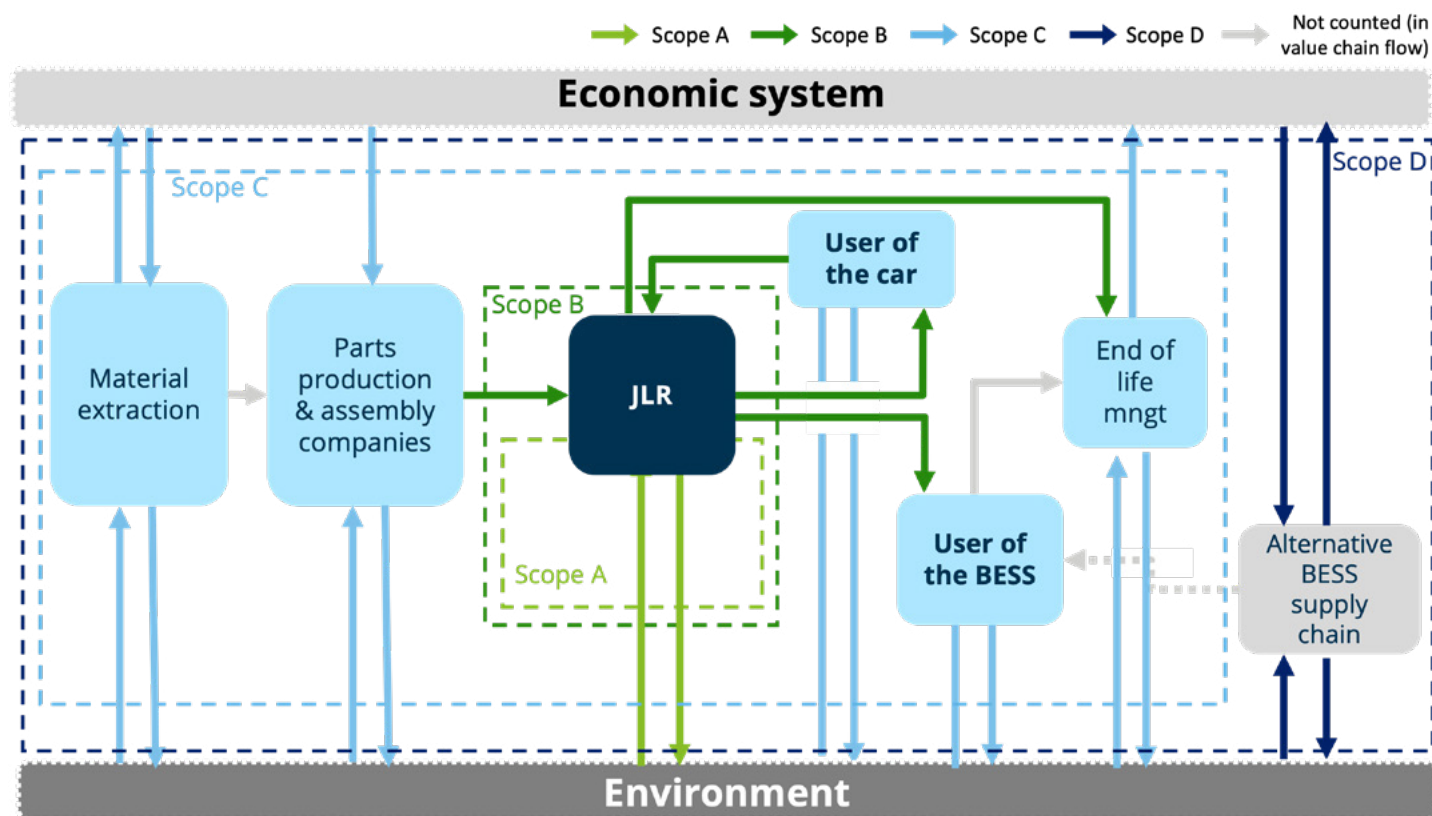 Scope A
Scope B
Scope C
Scope D
Not counted (in
value chain flow)
Economic system
Scope D
Scope C
User of
the car
Scope B
Material
extraction
Parts
production
& assembly
companies
JLR
End of
life
mngt
Scope A
User of
the BESS
Alternative
BESS
supply
chain
Environment